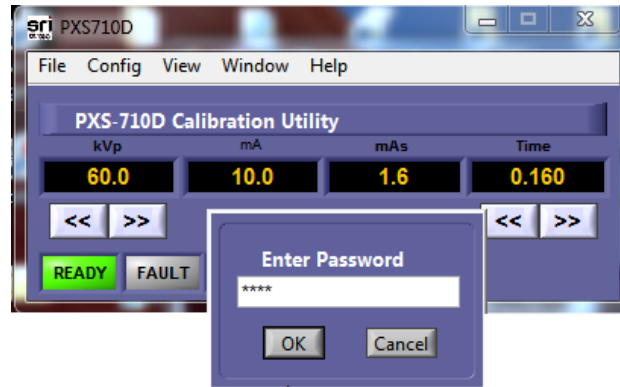 sri PXS710D
File Config View Window Help
PXS-710D Calibration Utility
kVp mA mAs Time
60.0 10.0 1.6 0.160
<< >> << >>
READY FAULT
Enter Password
****
OK Cancel